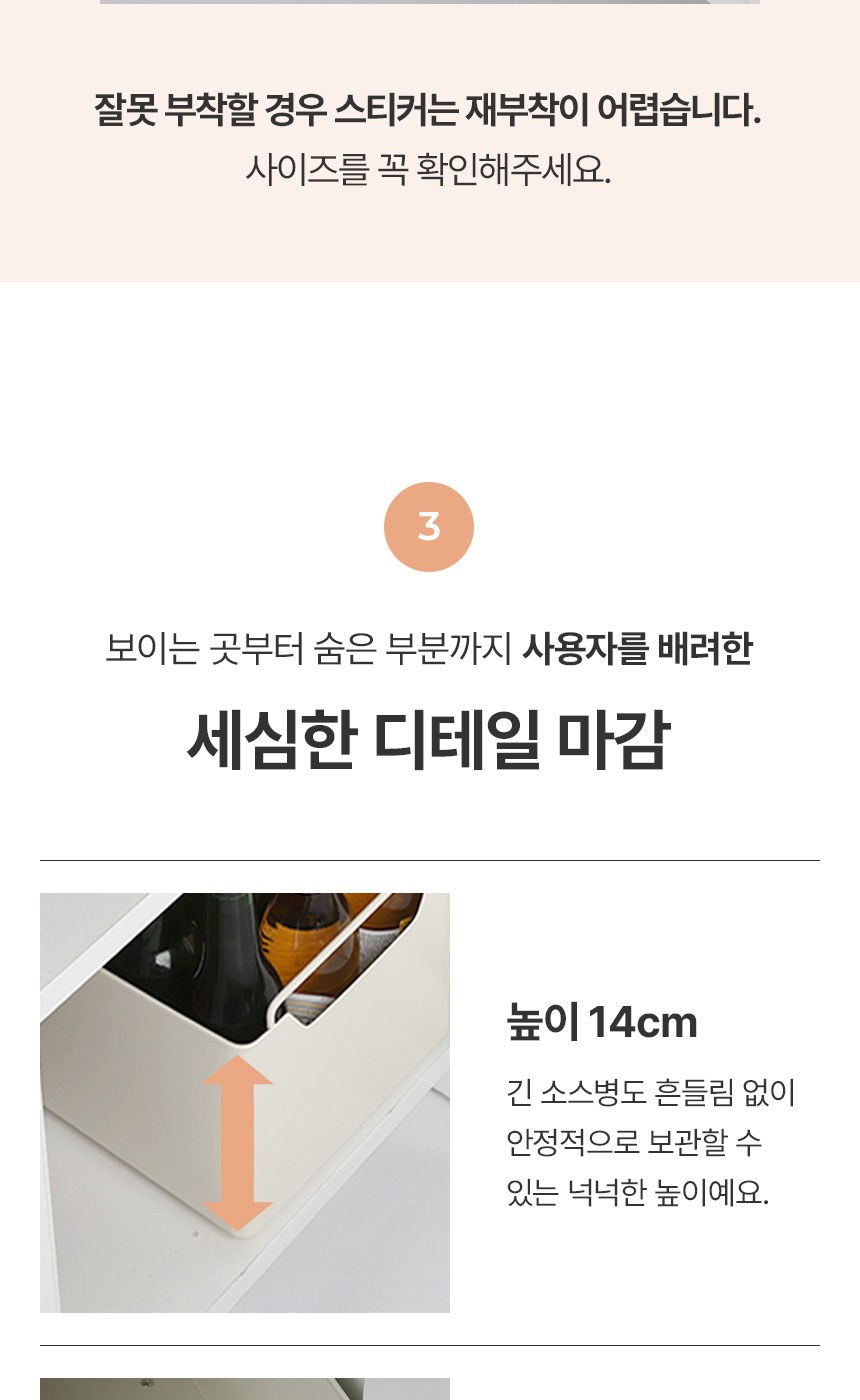 잘못 부착할 경우 스티커는 재부착이 어렵습니다.
사이즈를 꼭 확인해주세요.
3
보이는 곳부터 숨은 부분까지 사용자를 배려한
세심한 디테일 마감
높이 14cm
긴 소스병도 흔들림 없이
안정적으로 보관할 수
있는 넉넉한 높이예요.